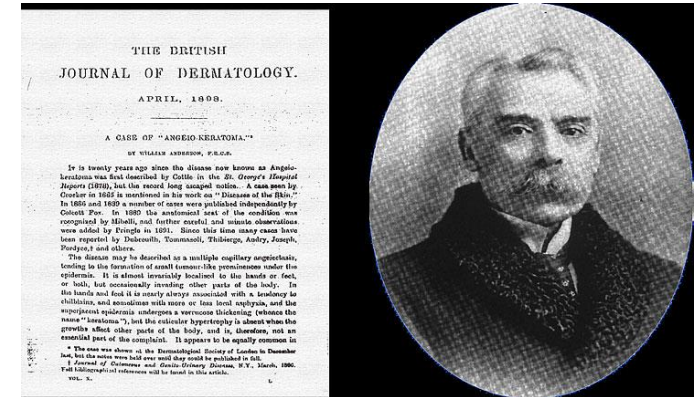 THE BRITISH
JOURNAL OF DERMATOLOGY.
APRIL, 1898.
A CASE OF "ANGEIO-KERATOMA."*
BY WILLIAM ANDERSON, F.R.C.S.
IT is twenty years ago since the disease now known as Angeio-
keratoma was first described by Cottle in the St. George's Hospital
Reports (1878), but the record long escaped notice. A case seen by
Crocker in 1885 is mentioned in his work on "Diseases of the Skin."
In 1886 and 1889 a number of cases were published independently by
Colcott Fox. In 1889 the anatomical seat of the condition was
recognised by Mibelli, and further careful and minute observations
were added by Pringle in 1891. Since this time many cases have
been reported by Dubreuilh, Tommasoli, Thibierge, Audry, Joseph,
Fordyce,† and others.
The disease may be described as a multiple capillary angeiectasis,
tending to the formation of small tumour-like prominences under the
epidermis. It is almost invariably localised to the hands or feet,
or both, but occasionally invading other parts of the body. In
the hands and feet it is nearly always associated with a tendency to
chilblains, and sometimes with more or less local asphyxia, and the
superjacent epidermis undergoes a verrucose thickening (whence the
name "keratoma"), but the cuticular hypertrophy is absent when the
growths affect other parts of the body, and is, therefore, not an
essential part of the complaint. It appears to be equally common in
* The case was shown at the Dermatological Society of London in December
last, but the notes were held over until they could be published in full.
† Journal of Cutaneous and Genito-Urinary Diseases, N.Y., March, 1896.
Full bibliographical references will be found in this article.
VOL. X.
L